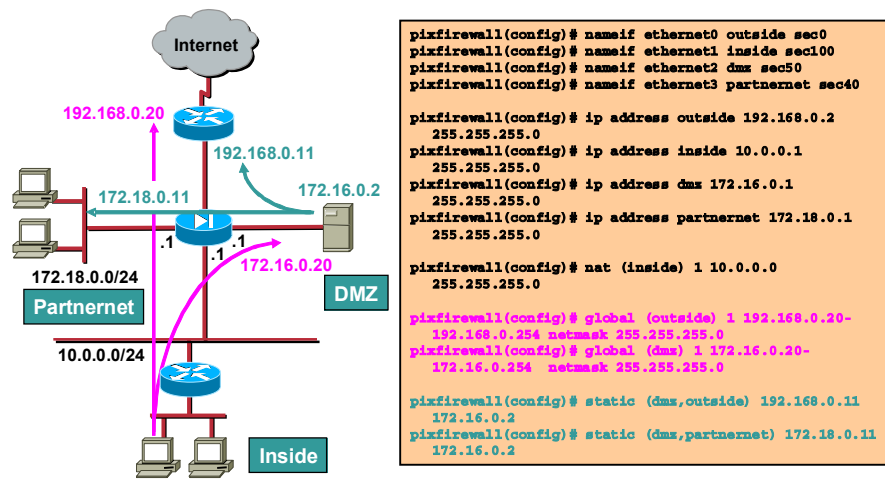 Internet
192.168.0.20
192.168.0.11
172.18.0.11
172.16.0.2
.1
.1
.1
172.16.0.20
172.18.0.0/24
Partnernet
DMZ
10.0.0.0/24
Inside
pixfirewall(config)# nameif ethernet0 outside sec0
pixfirewall(config)# nameif ethernet1 inside sec100
pixfirewall(config)# nameif ethernet2 dmx sec50
pixfirewall(config)# nameif ethernet3 partnernet sec40
pixfirewall(config)# ip address outside 192.168.0.2
255.255.255.0
pixfirewall(config)# ip address inside 10.0.0.1
255.255.255.0
pixfirewall(config)# ip address dmx 172.16.0.1
255.255.255.0
pixfirewall(config)# ip address partnernet 172.18.0.1
255.255.255.0
pixfirewall(config)# nat (inside) 1 10.0.0.0
255.255.255.0
pixfirewall(config)# global (outside) 1 192.168.0.20-
192.168.0.254 netmask 255.255.255.0
pixfirewall(config)# global (dmx) 1 172.16.0.20-
172.16.0.254 netmask 255.255.255.0
pixfirewall(config)# static (dmx,outside) 192.168.0.11
172.16.0.2
pixfirewall(config)# static (dmx,partnernet) 172.18.0.11
172.16.0.2